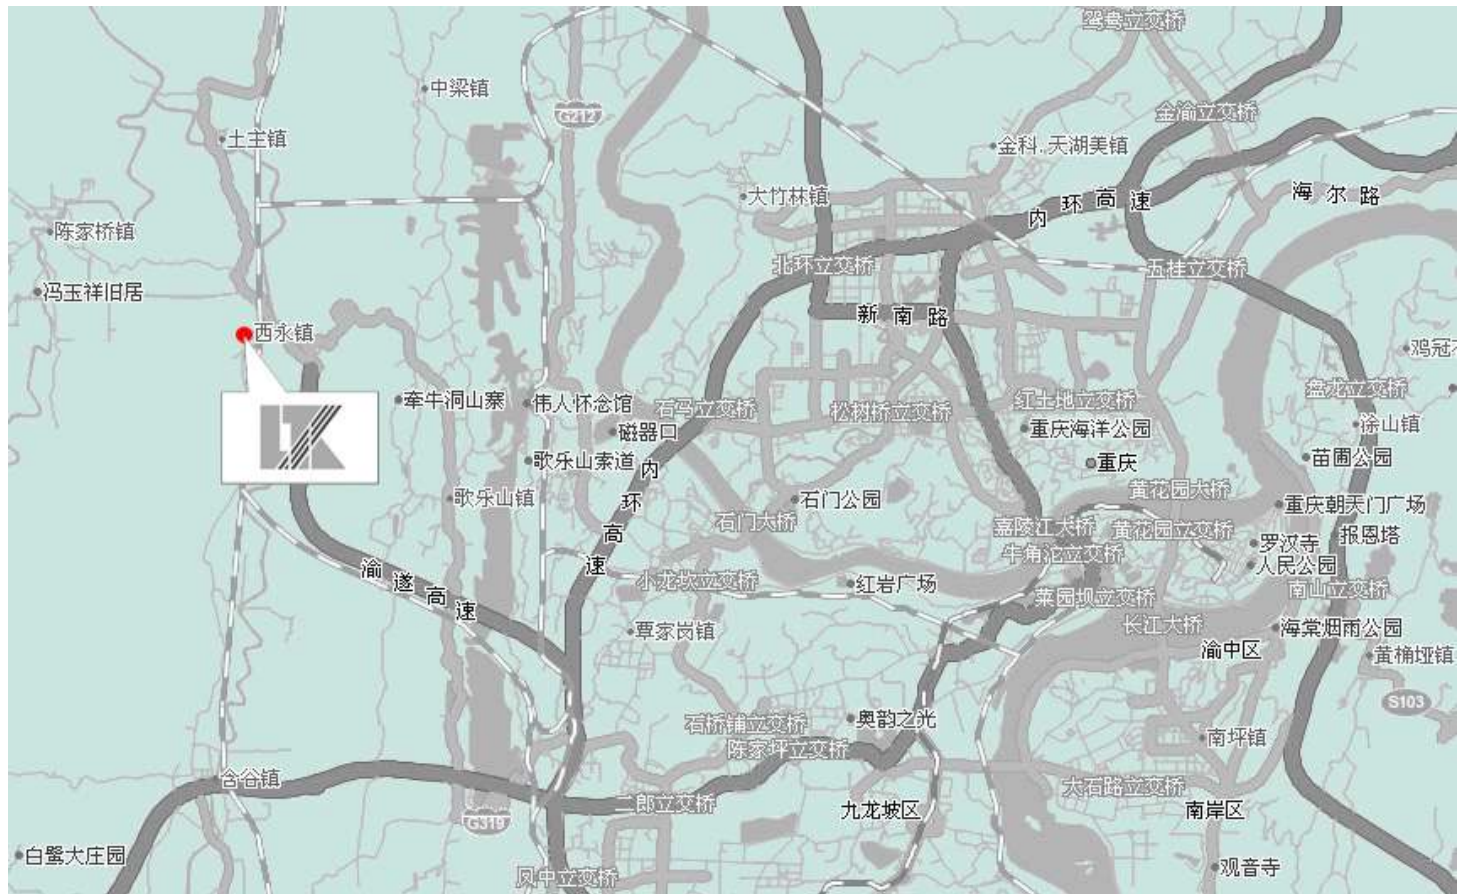 鸳鸯立交桥
中梁镇
G212
金渝立交桥
土主镇
金科.天湖美镇
大竹林镇
海尔路
内环高速
陈家桥镇
北环立交桥
五桂立交桥
冯玉祥旧居
新南路
西永镇
鸡冠石
盘龙立交桥
牵牛洞山寨
伟人怀念馆
石马立交桥
松树桥立交桥
红土地立交桥
涂山镇
磁器口
重庆海洋公园
歌乐山索道
重庆
苗圃公园
内环高速
歌乐山镇
石门公园
黄花园大桥
重庆朝天门广场
石门大桥
嘉陵江大桥
黄花园立交桥
报恩塔
罗汉寺
牛角沱立交桥
人民公园
渝遂高速
小龙坎立交桥
红岩广场
南山立交桥
菜园坝立交桥
长江大桥
海棠烟雨公园
覃家岗镇
渝中区
黄桷垭镇
S103
石桥铺立交桥
奥韵之光
陈家坪立交桥
南坪镇
含谷镇
大石路立交桥
二郎立交桥
九龙坡区
南岸区
G319
白鹭大庄园
凤中立交桥
观音寺